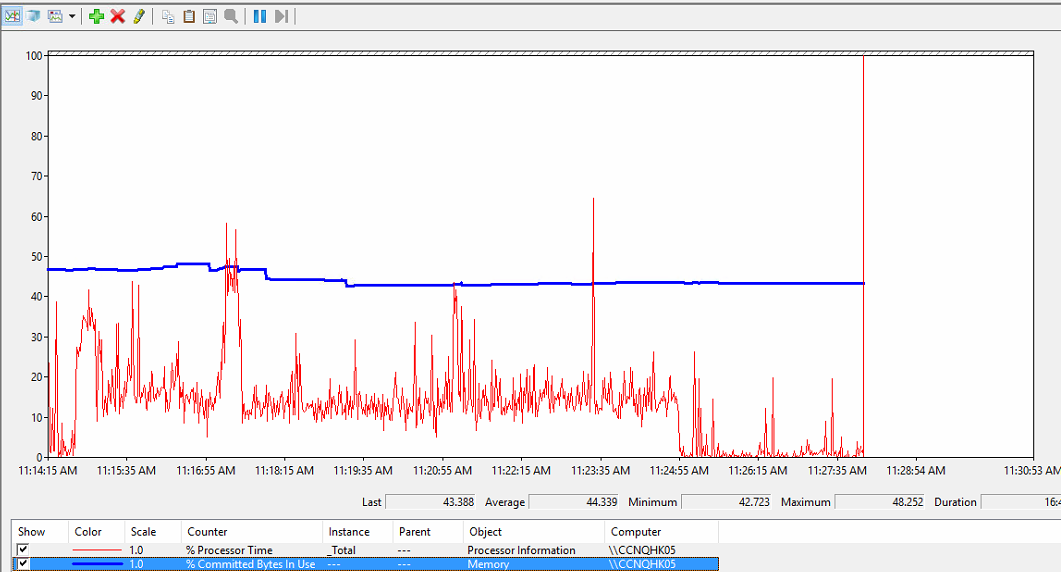 100
90
80
70
60
50
40
30
20
10
0
11:14:15 AM 11:15:35 AM 11:16:55 AM 11:18:15 AM 11:19:35 AM 11:20:55 AM 11:22:15 AM 11:23:35 AM 11:24:55 AM 11:26:15 AM 11:27:35 AM 11:28:54 AM 11:30:53 AM
Last 43.388 Average 44.339 Minimum 42.723 Maximum 48.252 Duration
Show Color Scale Counter Instance Parent Object Computer
1.0 % Processor Time _Total --- Processor Information \\CCNQHK05
1.0 % Committed Bytes In Use --- --- Memory \\CCNQHK05